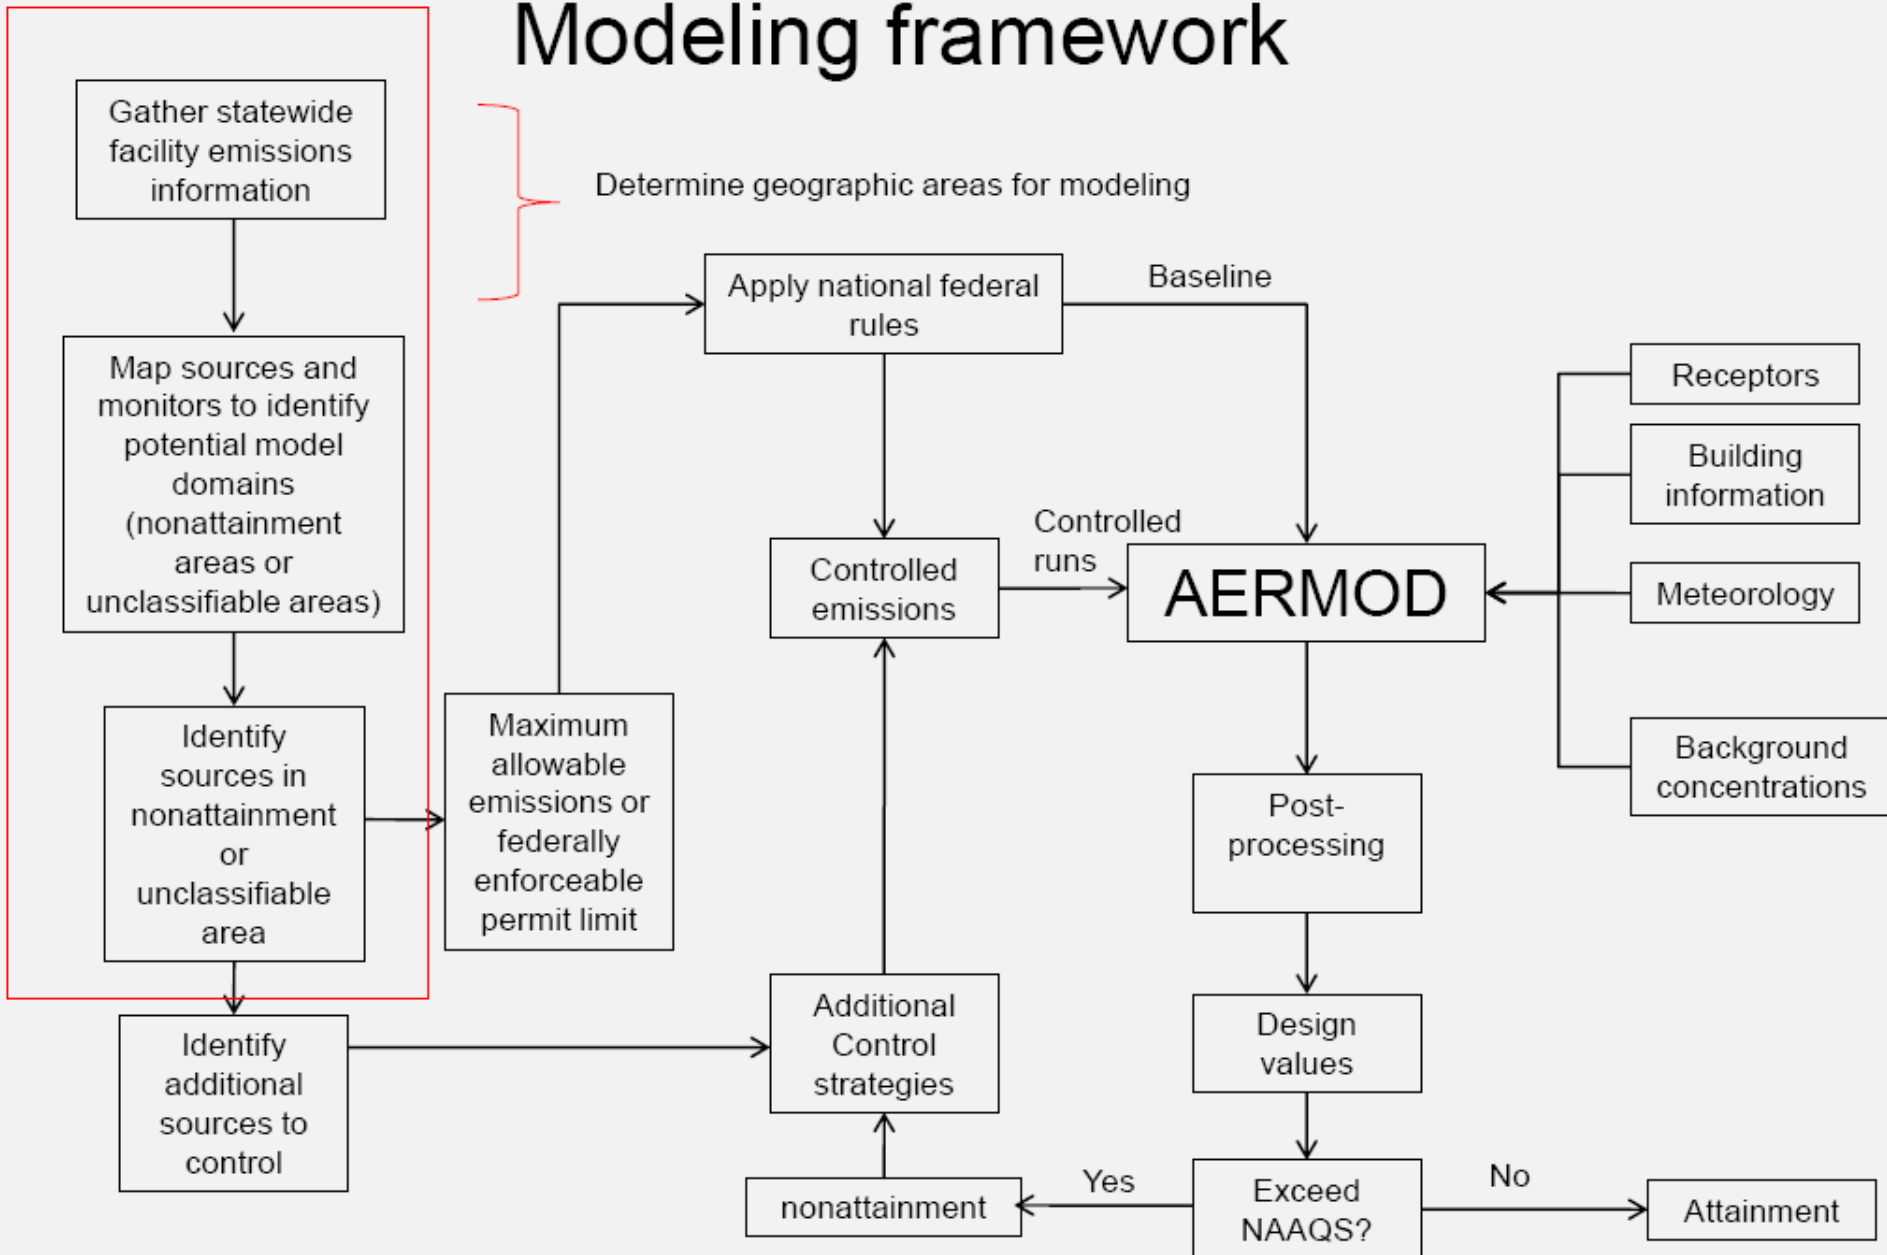 Modeling framework
Gather statewide
facility emissions
information
Determine geographic areas for modeling
Map sources and
monitors to identify
potential model
domains
(nonattainment
areas or
unclassifiable areas)
Identify
sources in
nonattainment
or
unclassifiable
area
Identify
additional
sources to
control
Maximum
allowable
emissions or
federally
enforceable
permit limit
Apply national federal
rules
Baseline
Controlled
emissions
Controlled
runs
AERMOD
Receptors
Building
information
Meteorology
Background
concentrations
Post-
processing
Design
values
Exceed
NAAQS?
Yes
No
nonattainment
Attainment
Additional
Control
strategies